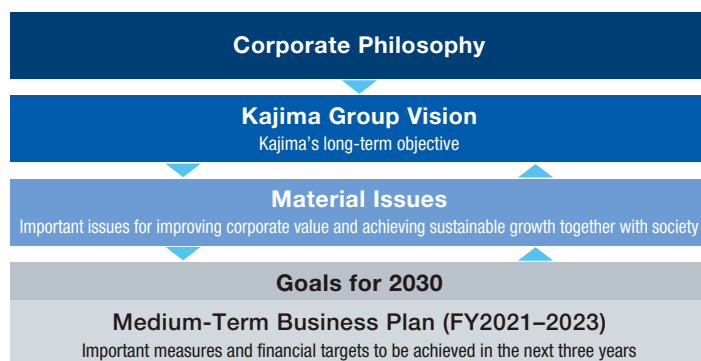 Corporate Philosophy
Kajima Group Vision
Kajima's long-term objective
Material Issues
Important issues for improving corporate value and achieving sustainable growth together with society
Goals for 2030
Medium-Term Business Plan (FY2021–2023)
Important measures and financial targets to be achieved in the next three years